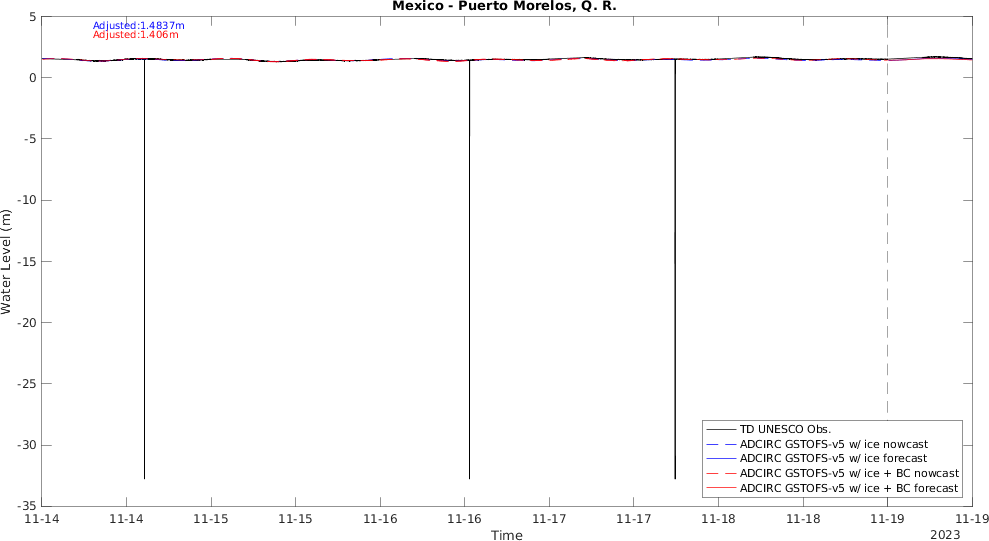 Mexico - Puerto Morelos, Q. R.
Adjusted:1.4837m
Adjusted:1.406m
5
0
-5
-10
-15
-20
-25
-30
-35
Water Level (m)
TD UNESCO Obs.
ADCIRC GSTOFS-v5 w/ ice nowcast
ADCIRC GSTOFS-v5 w/ ice forecast
ADCIRC GSTOFS-v5 w/ ice + BC nowcast
ADCIRC GSTOFS-v5 w/ ice + BC forecast
11-14 11-14 11-15 11-15 11-16 11-16 11-17 11-17 11-18 11-18 11-19 11-19
Time
2023